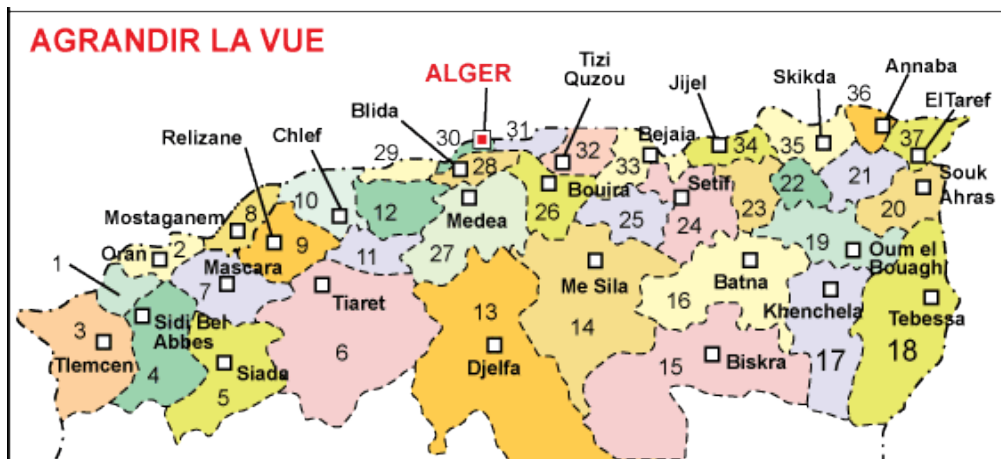 AGRANDIR LA VUE
ALGER
Tizi
Quzou
Jijel
Skikda
Annaba
36
El Taref
37
Blida
30
31
Relizane
Chlef
29
28
32
Bejaia
33
34
35
Souk
Ahras
Mostaganem
8
10
12
Medea
Bouira
26
Setif
25
24
23
22
21
20
1
Oran
2
9
Mascara
7
11
27
19
Oum el
Bouaghi
3
Tlemcen
Sidi Bel
Abbes
4
Tiaret
6
Siada
5
13
Djelfa
Me Sila
14
16
Batna
Khenchela
17
Tebessa
18
15
Biskra